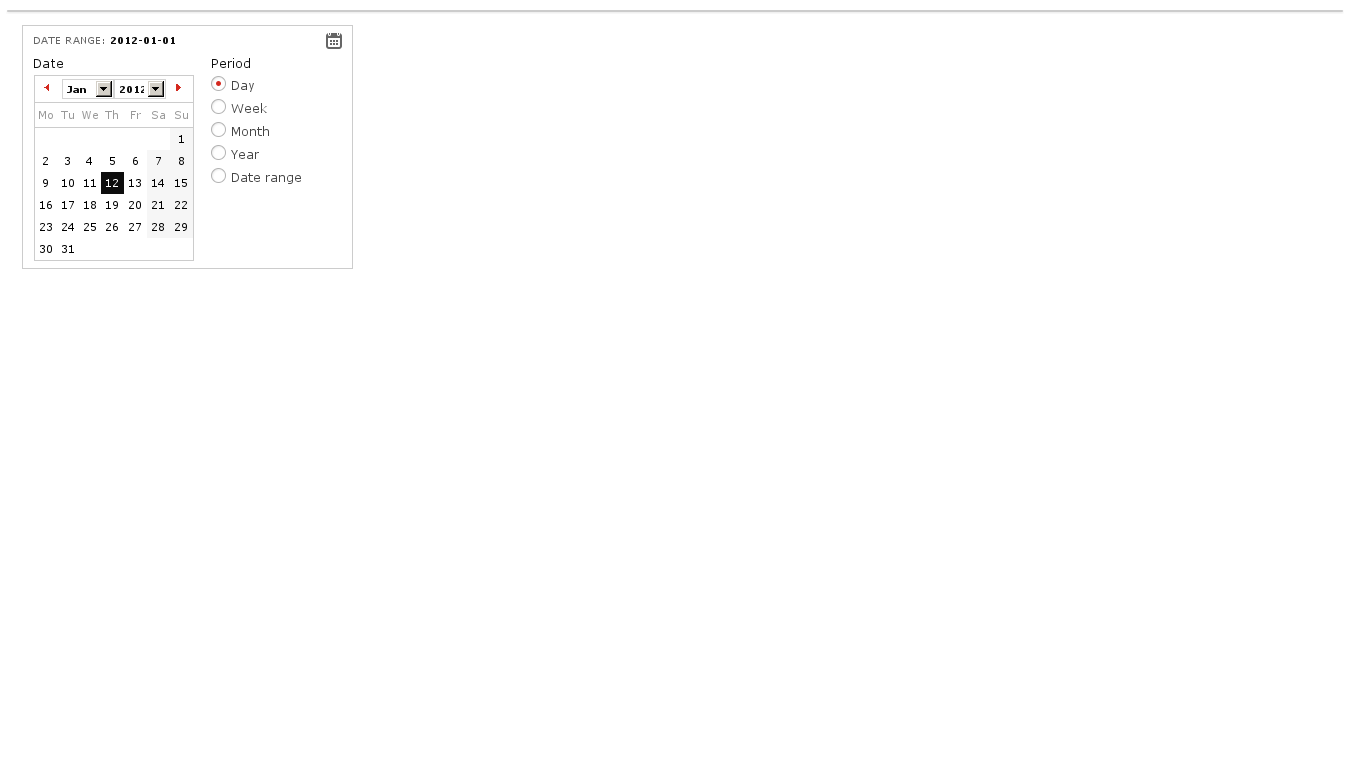 DATE RANGE: 2012-01-01
Date
Jan 2012
Mo Tu We Th Fr Sa Su
1
2 3 4 5 6 7 8
9 10 11 12 13 14 15
16 17 18 19 20 21 22
23 24 25 26 27 28 29
30 31
Period
Day
Week
Month
Year
Date range